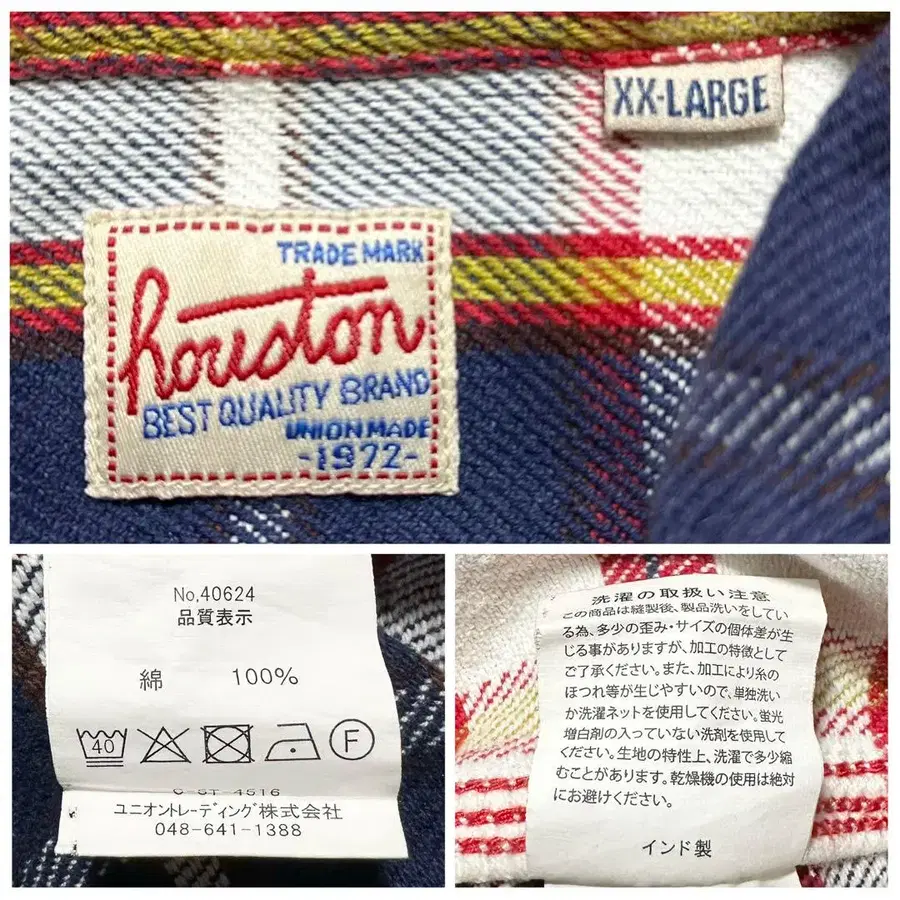 XX-LARGE
TRADE MARK
houston
BEST QUALITY BRAND
UNION MADE
-1972-
No,40624
品質表示
綿 100%
40
F
C-ST 4516
ユニオントレーディング株式会社
048-641-1388
洗濯の取扱い注意
この商品は縫製後、製品洗いをしてい
る為、多少の歪み・サイズの個体差が生
じる事がありますが、加工の特徴として
ご了承ください。また、加工により糸の
ほつれ等が生じやすいので、単独洗い
か洗濯ネットを使用してください。蛍光
増白剤の入っていない洗剤を使用して
ください。生地の特性上、洗濯で多少縮
むことがあります。乾燥機の使用は絶対
にお避けください。
インド製